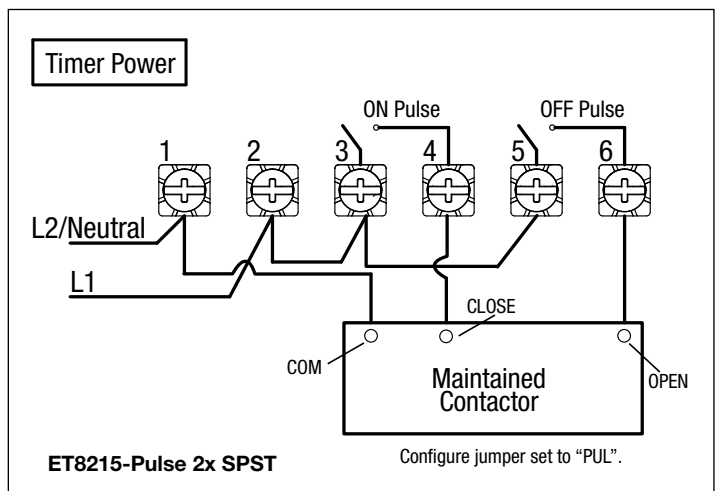 Timer Power
ON Pulse
OFF Pulse
1
2
3
4
5
6
L2/Neutral
L1
CLOSE
COM
OPEN
Maintained
Contactor
ET8215-Pulse 2x SPST
Configure jumper set to “PUL”.